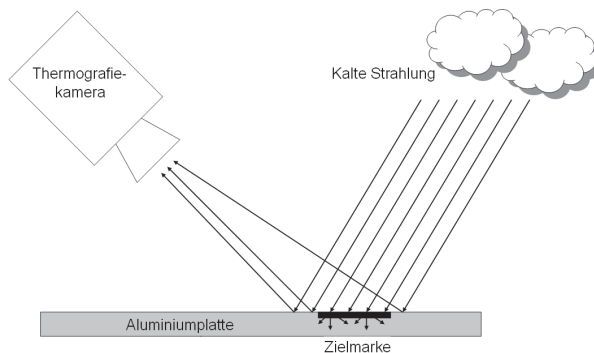 Thermografie-
kamera
Kalte Strahlung
Aluminiumplatte
Zielmarke